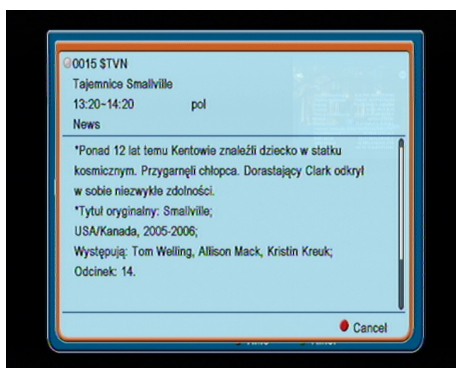 0015 $TVN
Tajemnice Smallville
13:20~14:20 pol
News
*Ponad 12 lat temu Kentowie znaleźli dziecko w statku
kosmicznym. Przygarnęli chłopca. Dorastający Clark odkrył
w sobie niezwykłe zdolności.
*Tytuł oryginalny: Smallville;
USA/Kanada, 2005-2006;
Występują: Tom Welling, Allison Mack, Kristin Kreuk;
Odcinek: 14.
Cancel